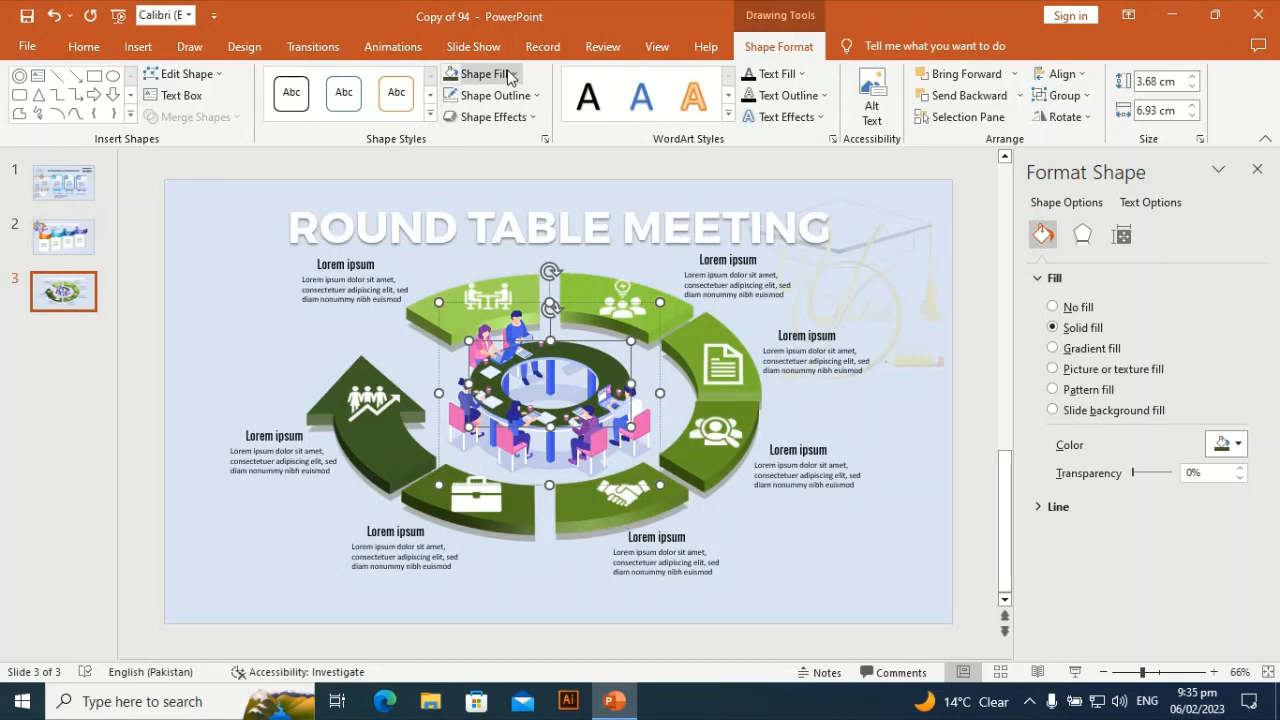 Calibri (E
Copy of 94 - PowerPoint
Drawing Tools
Sign in
File
Home
Insert
Draw
Design
Transitions
Animations
Slide Show
Record
Review
View
Help
Shape Format
Tell me what you want to do
Edit Shape
Text Box
Merge Shapes
Insert Shapes
Abc
Abc
Abc
Shape Fill
Shape Outline
Shape Effects
Shape Styles
A
A
A
Text Fill
Text Outline
Text Effects
WordArt Styles
Alt
Text
Accessibility
Bring Forward
Send Backward
Selection Pane
Align
Group
Rotate
Arrange
3.68 cm
6.93 cm
Size
1
2
3
ROUND TABLE MEETING
Lorem ipsum
Lorem ipsum dolor sit amet,
consectetuer adipiscing elit, sed
diam nonummy nibh euismod
Lorem ipsum
Lorem ipsum dolor sit amet,
consectetuer adipiscing elit, sed
diam nonummy nibh euismod
Lorem ipsum
Lorem ipsum dolor sit amet,
consectetuer adipiscing elit, sed
diam nonummy nibh euismod
Lorem ipsum
Lorem ipsum dolor sit amet,
consectetuer adipiscing elit, sed
diam nonummy nibh euismod
Lorem ipsum
Lorem ipsum dolor sit amet,
consectetuer adipiscing elit, sed
diam nonummy nibh euismod
Lorem ipsum
Lorem ipsum dolor sit amet,
consectetuer adipiscing elit, sed
diam nonummy nibh euismod
Lorem ipsum
Lorem ipsum dolor sit amet,
consectetuer adipiscing elit, sed
diam nonummy nibh euismod
Format Shape
Shape Options
Text Options
Fill
No fill
Solid fill
Gradient fill
Picture or texture fill
Pattern fill
Slide background fill
Color
Transparency
0%
Line
Slide 3 of 3
English (Pakistan)
Accessibility: Investigate
Notes
Comments
66%
Type here to search
Ai
P
14°C Clear
ENG
9:35 pm
06/02/2023